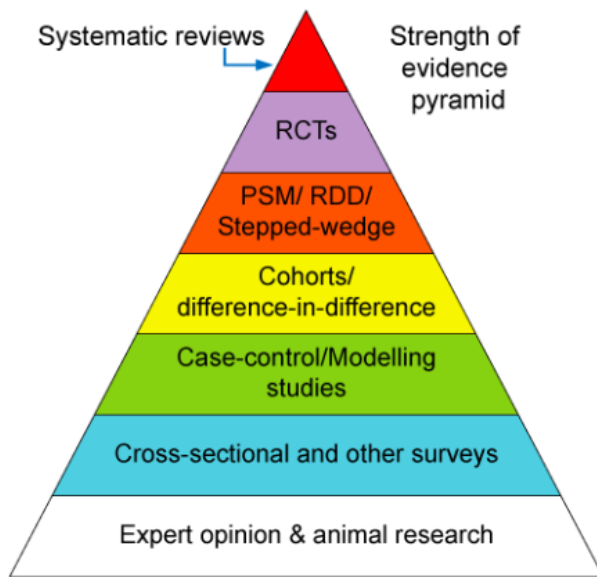 Systematic reviews
Strength of
evidence
pyramid
RCTs
PSM/ RDD/
Stepped-wedge
Cohorts/
difference-in-difference
Case-control/Modelling
studies
Cross-sectional and other surveys
Expert opinion & animal research